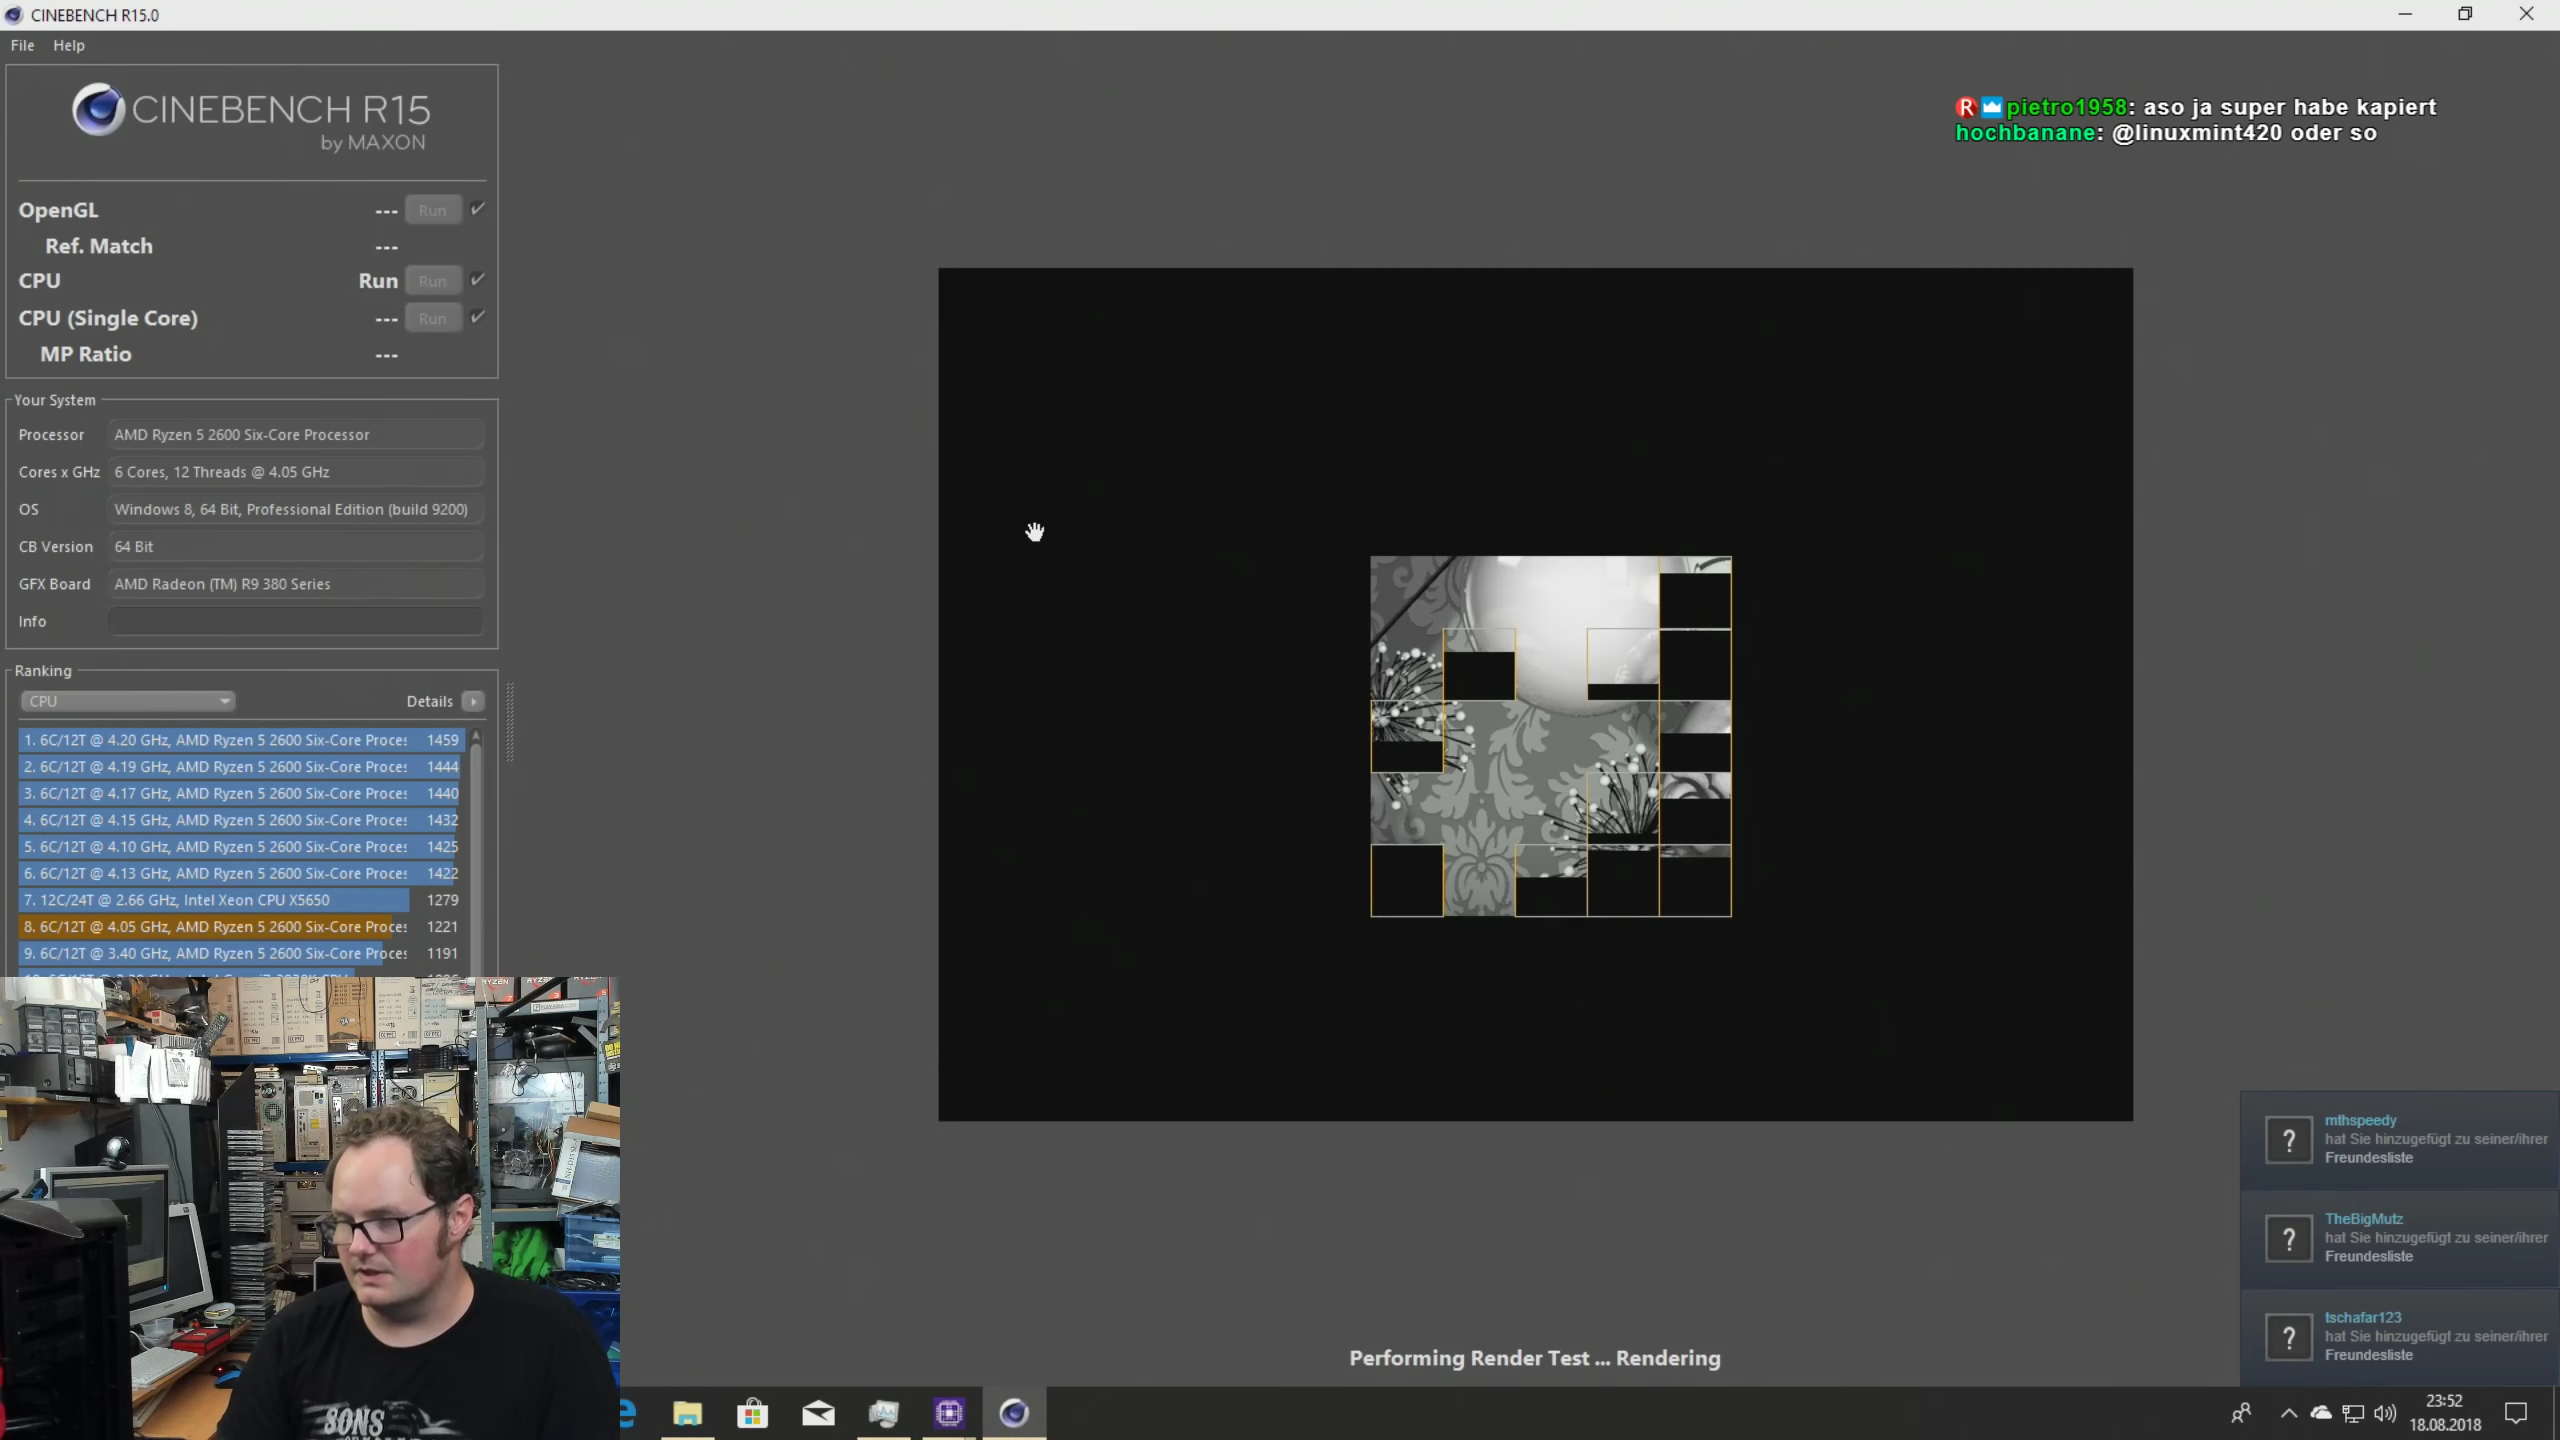 CINEBENCH R15.0
File Help
CINEBENCH R15
by MAXON
OpenGL --- Run
Ref. Match ---
CPU Run Run
CPU (Single Core) --- Run
MP Ratio ---
Your System
Processor AMD Ryzen 5 2600 Six-Core Processor
Cores x GHz 6 Cores, 12 Threads @ 4.05 GHz
OS Windows 8, 64 Bit, Professional Edition (build 9200)
CB Version 64 Bit
GFX Board AMD Radeon (TM) R9 380 Series
Info
Ranking
CPU Details
1. 6C/12T @ 4.20 GHz, AMD Ryzen 5 2600 Six-Core Proces 1459
2. 6C/12T @ 4.19 GHz, AMD Ryzen 5 2600 Six-Core Proces 1444
3. 6C/12T @ 4.17 GHz, AMD Ryzen 5 2600 Six-Core Proces 1440
4. 6C/12T @ 4.15 GHz, AMD Ryzen 5 2600 Six-Core Proces 1432
5. 6C/12T @ 4.10 GHz, AMD Ryzen 5 2600 Six-Core Proces 1425
6. 6C/12T @ 4.13 GHz, AMD Ryzen 5 2600 Six-Core Proces 1422
7. 12C/24T @ 2.66 GHz, Intel Xeon CPU X5650 1279
8. 6C/12T @ 4.05 GHz, AMD Ryzen 5 2600 Six-Core Proces 1221
9. 6C/12T @ 3.40 GHz, AMD Ryzen 5 2600 Six-Core Proces 1191
R pietro1958: aso ja super habe kapiert
hochbanane: @linuxmint420 oder so
RYZEN
SONS
Performing Render Test ... Rendering
mthspeedy
hat Sie hinzugefügt zu seiner/ihrer
Freundesliste
TheBigMutz
hat Sie hinzugefügt zu seiner/ihrer
Freundesliste
tschafar123
hat Sie hinzugefügt zu seiner/ihrer
Freundesliste
23:52
18.08.2018